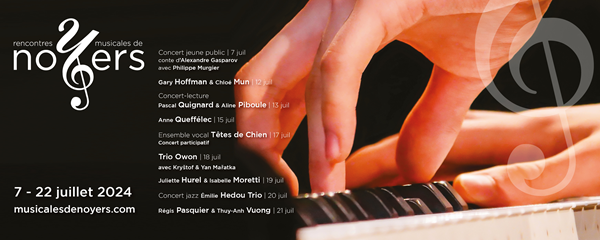 rencontres musicales de
noyers
7 - 22 juillet 2024
musicalesdenoyers.com
Concert jeune public | 7 juil
conte d'Alexandre Gasparov
avec Philippe Murgier
Gary Hoffman & Chloé Mun | 12 juil
Concert-lecture
Pascal Quignard & Aline Piboule | 13 juil
Anne Queffélec | 15 juil
Ensemble vocal Têtes de Chien | 17 juil
Concert participatif
Trio Owon | 18 juil
avec Kryštof & Yan Mařatka
Juliette Hurel & Isabelle Moretti | 19 juil
Concert jazz Émilie Hedou Trio | 20 juil
Régis Pasquier & Thuy-Anh Vuong | 21 juil